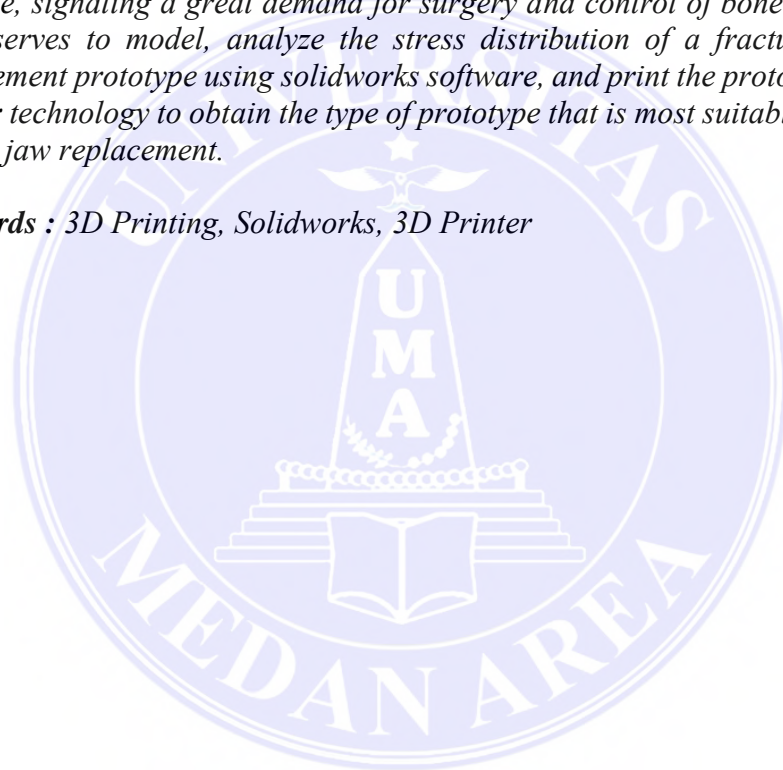 e, signaling a great demand for surgery and control of bone
serves to model, analyze the stress distribution of a fractu
ement prototype using solidworks software, and print the proto
r technology to obtain the type of prototype that is most suitabl
jaw replacement.
rds : 3D Printing, Solidworks, 3D Printer
UNIVERSITAS
U
M
A
MEDAN AREA